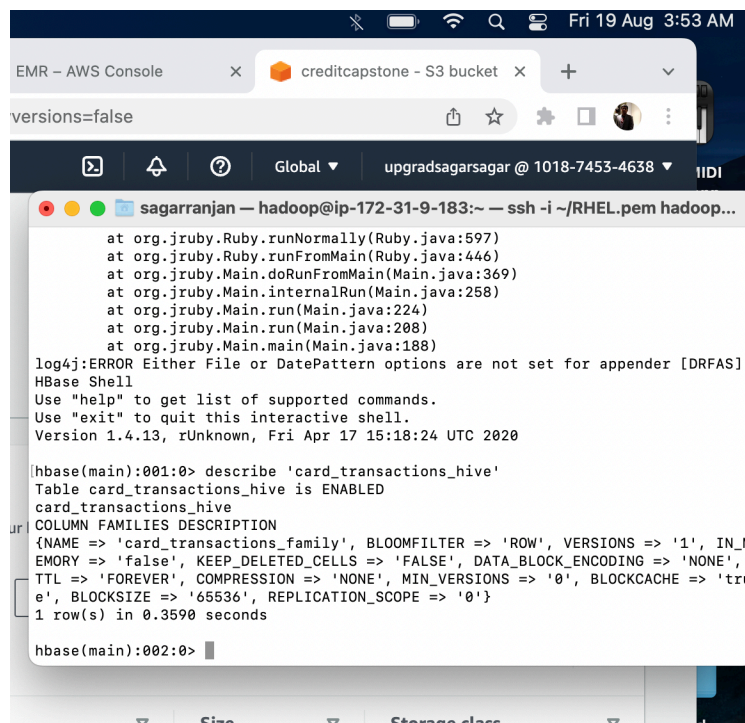 Fri 19 Aug 3:53 AM
EMR – AWS Console
creditcapstone - S3 bucket
versions=false
Global
upgradsagarsagar @ 1018-7453-4638
MIDI
sagarranjan — hadoop@ip-172-31-9-183:~ — ssh -i ~/RHEL.pem hadoop...
at org.jruby.Ruby.runNormally(Ruby.java:597)
at org.jruby.Ruby.runFromMain(Ruby.java:446)
at org.jruby.Main.doRunFromMain(Main.java:369)
at org.jruby.Main.internalRun(Main.java:258)
at org.jruby.Main.run(Main.java:224)
at org.jruby.Main.run(Main.java:208)
at org.jruby.Main.main(Main.java:188)
log4j:ERROR Either File or DatePattern options are not set for appender [DRFAS]
HBase Shell
Use "help" to get list of supported commands.
Use "exit" to quit this interactive shell.
Version 1.4.13, rUnknown, Fri Apr 17 15:18:24 UTC 2020
hbase(main):001:0> describe 'card_transactions_hive'
Table card_transactions_hive is ENABLED
card_transactions_hive
COLUMN FAMILIES DESCRIPTION
{NAME => 'card_transactions_family', BLOOMFILTER => 'ROW', VERSIONS => '1', IN_M
EMORY => 'false', KEEP_DELETED_CELLS => 'FALSE', DATA_BLOCK_ENCODING => 'NONE',
TTL => 'FOREVER', COMPRESSION => 'NONE', MIN_VERSIONS => '0', BLOCKCACHE => 'tru
e', BLOCKSIZE => '65536', REPLICATION_SCOPE => '0'}
1 row(s) in 0.3590 seconds
hbase(main):002:0>
Size
Storage class